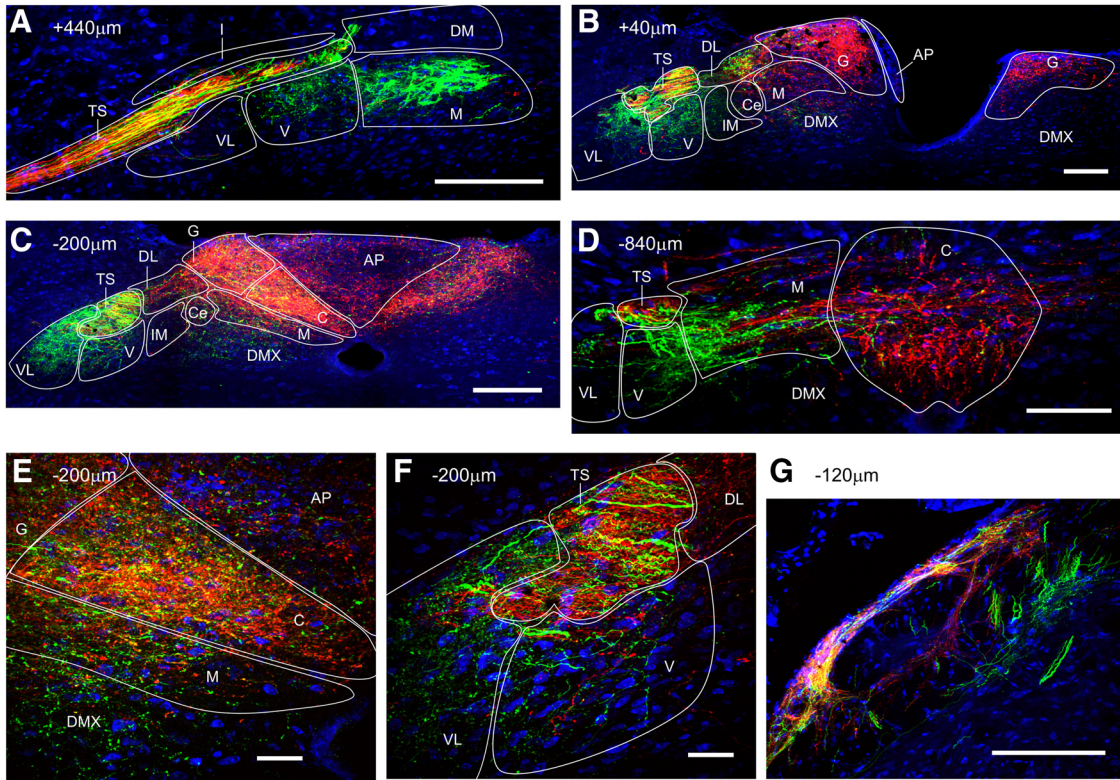 A +440µm
I
DM
TS
M
VL
V
B +40µm
TS
DL
G
AP
G
M
Ce
IM
DMX
DMX
V
VL
C -200µm
G
DL
AP
TS
Ce
IM
M
C
V
DMX
VL
D -840µm
C
TS
M
VL
V
DMX
E -200µm
AP
G
C
M
DMX
F -200µm
TS
DL
V
VL
G -120µm